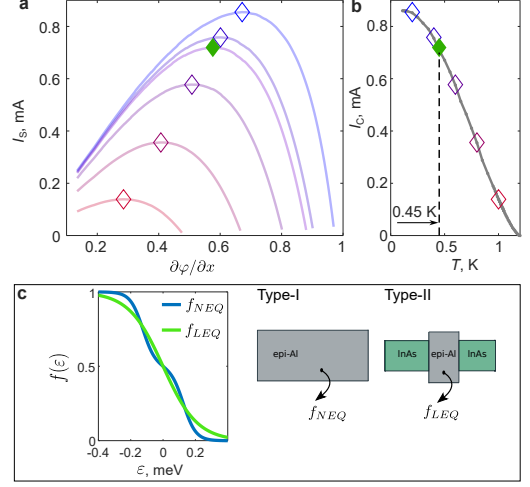 a
b
I_s, mA
0.8
0.6
0.4
0.2
0
0.2
0.4
0.6
0.8
1
∂φ/∂x
I_c, mA
0.8
0.6
0.4
0.2
0
0.45 K
0
0.5
1
T, K
c
f(ε)
1
0.5
0
f_NEQ
f_LEQ
-0.4
-0.2
0
0.2
ε, meV
Type-I
epi-Al
f_NEQ
Type-II
InAs
epi-Al
InAs
f_LEQ